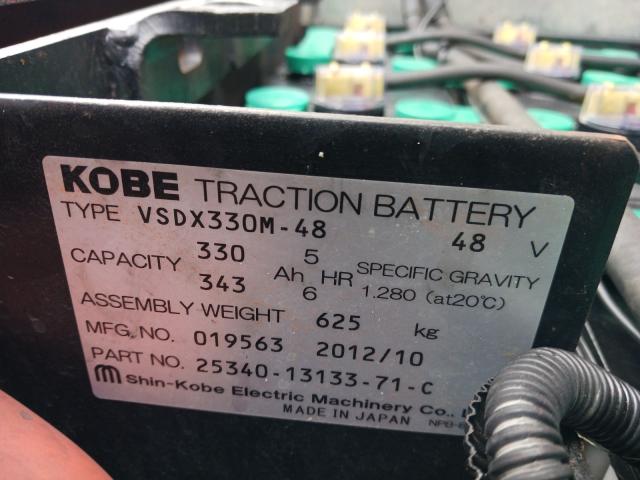 KOBE TRACTION BATTERY
TYPE VSDX330M-48 48 V
CAPACITY 330 343 Ah 5 6 HR SPECIFIC GRAVITY 1.280 (at20℃)
ASSEMBLY WEIGHT 625 kg
MFG.NO. 019563 2012/10
PART NO. 25340-13133-71-C
Shin-Kobe Electric Machinery Co.,
MADE IN JAPAN